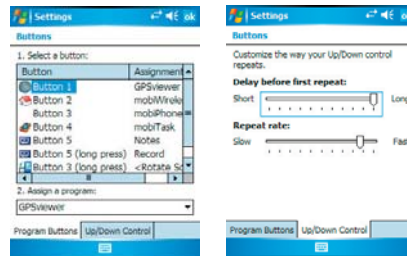 Settings
ok
Buttons
1. Select a button:
Button Assignment
Button 1 GPSviewer
Button 2 mobiWirele
Button 3 mobiPhone
Button 4 mobiTask
Button 5 Notes
Button 5 (long press) Record
Button 3 (long press) <Rotate Sc
2. Assign a program:
GPSviewer
Program Buttons Up/Down Control
Settings
ok
Buttons
Customize the way your Up/Down control
repeats.
Delay before first repeat:
Short Long
Repeat rate:
Slow Fast
Program Buttons Up/Down Control